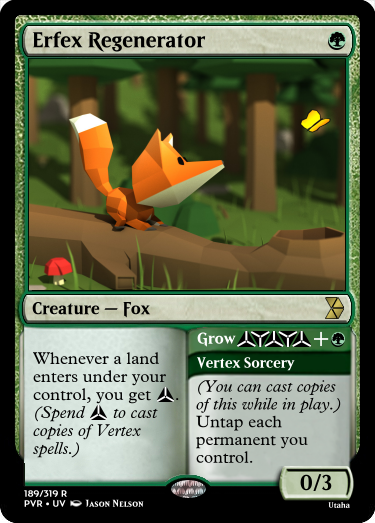 Erfex Regenerator
Creature — Fox
Whenever a land
enters under your
control, you get
(Spend to cast
copies of Vertex
spells.)
Grow +
Vertex Sorcery
(You can cast copies
of this while in play.)
Untap each
permanent you
control.
0/3
189/319 R
PVR • UV Jason Nelson
Utaha